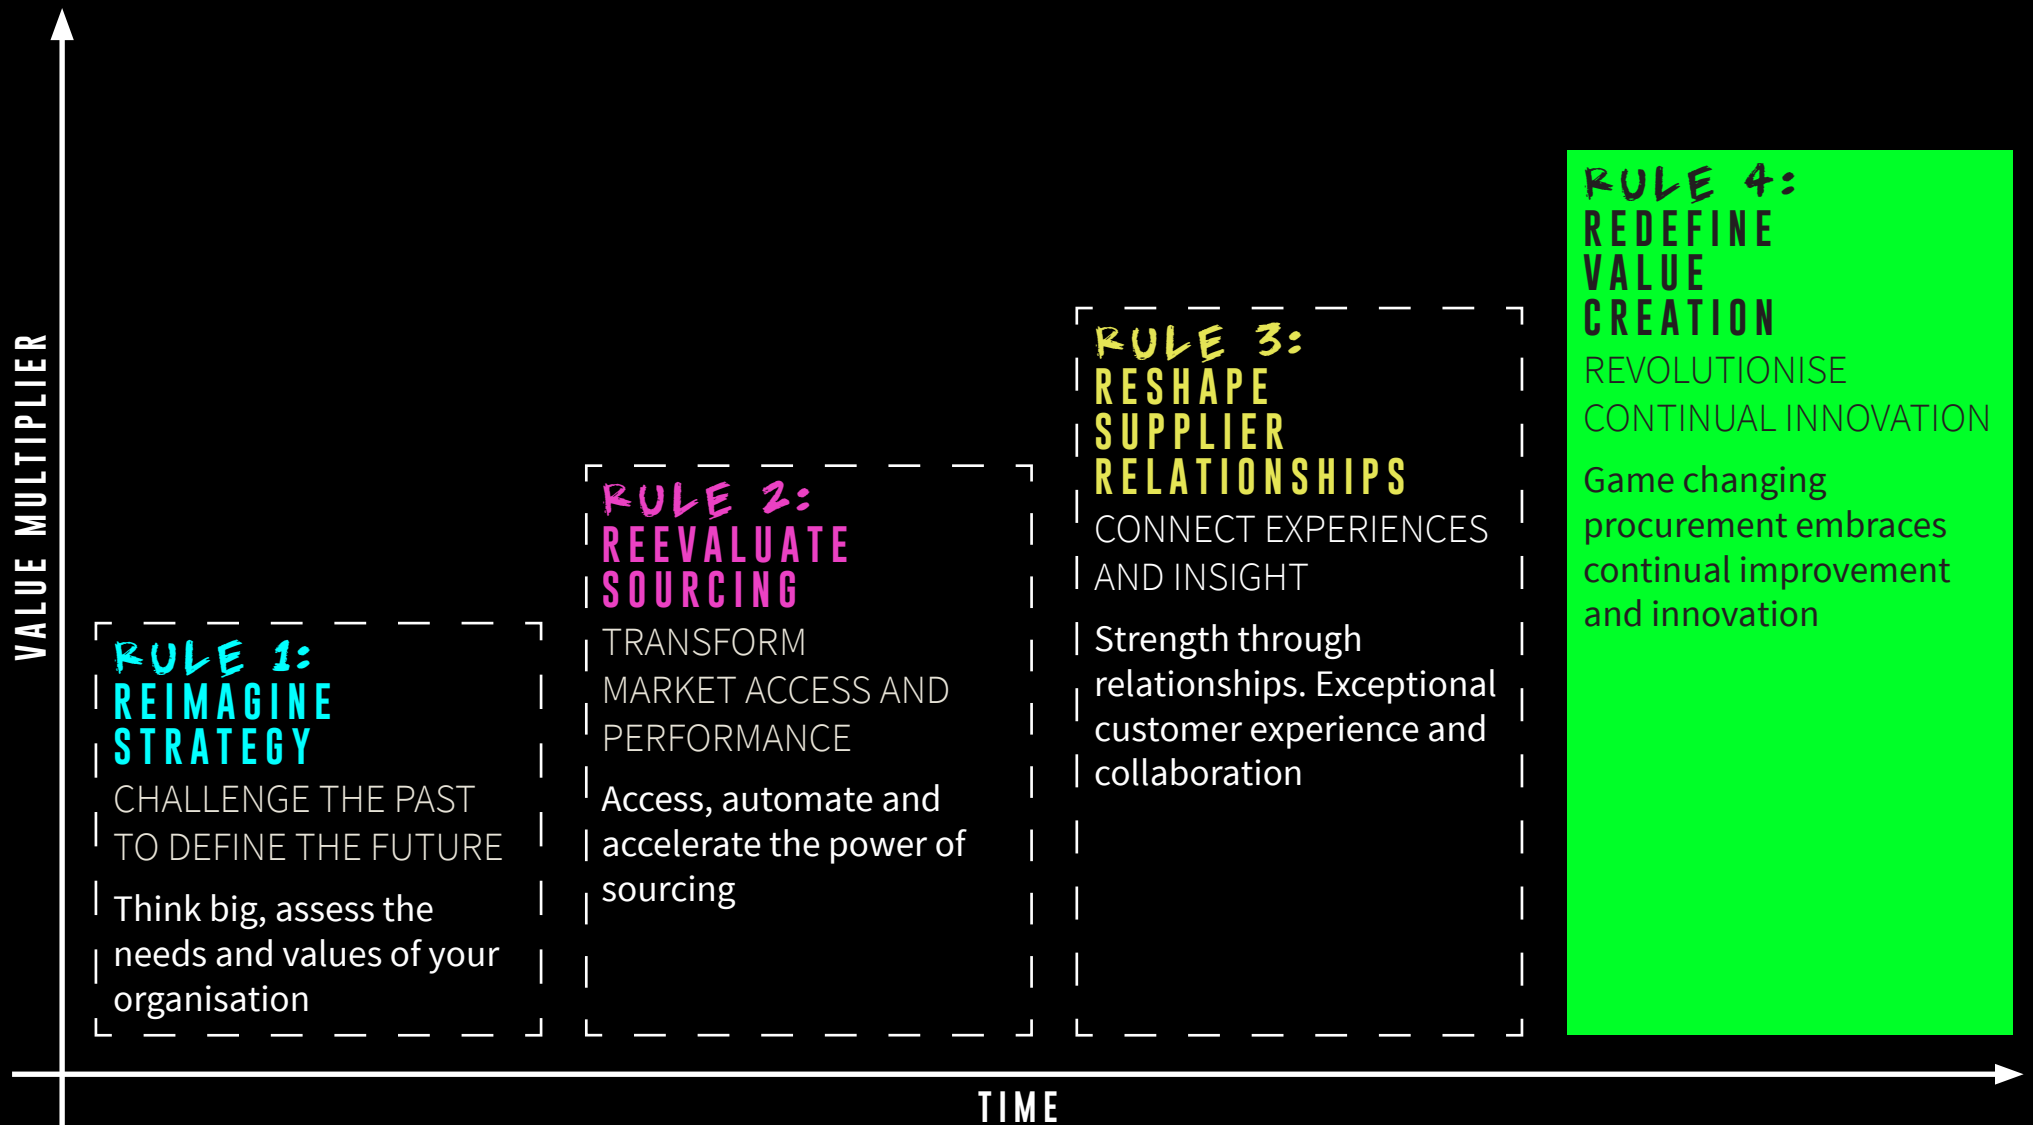 VALUE MULTIPLIER
RULE 1:
REIMAGINE
STRATEGY
CHALLENGE THE PAST
TO DEFINE THE FUTURE
Think big, assess the
needs and values of your
organisation
RULE 2:
REEVALUATE
SOURCING
TRANSFORM
MARKET ACCESS AND
PERFORMANCE
Access, automate and
accelerate the power of
sourcing
RULE 3:
RESHAPE
SUPPLIER
RELATIONSHIPS
CONNECT EXPERIENCES
AND INSIGHT
Strength through
relationships. Exceptional
customer experience and
collaboration
RULE 4:
REDEFINE
VALUE
CREATION
REVOLUTIONISE
CONTINUAL INNOVATION
Game changing
procurement embraces
continual improvement
and innovation
TIME